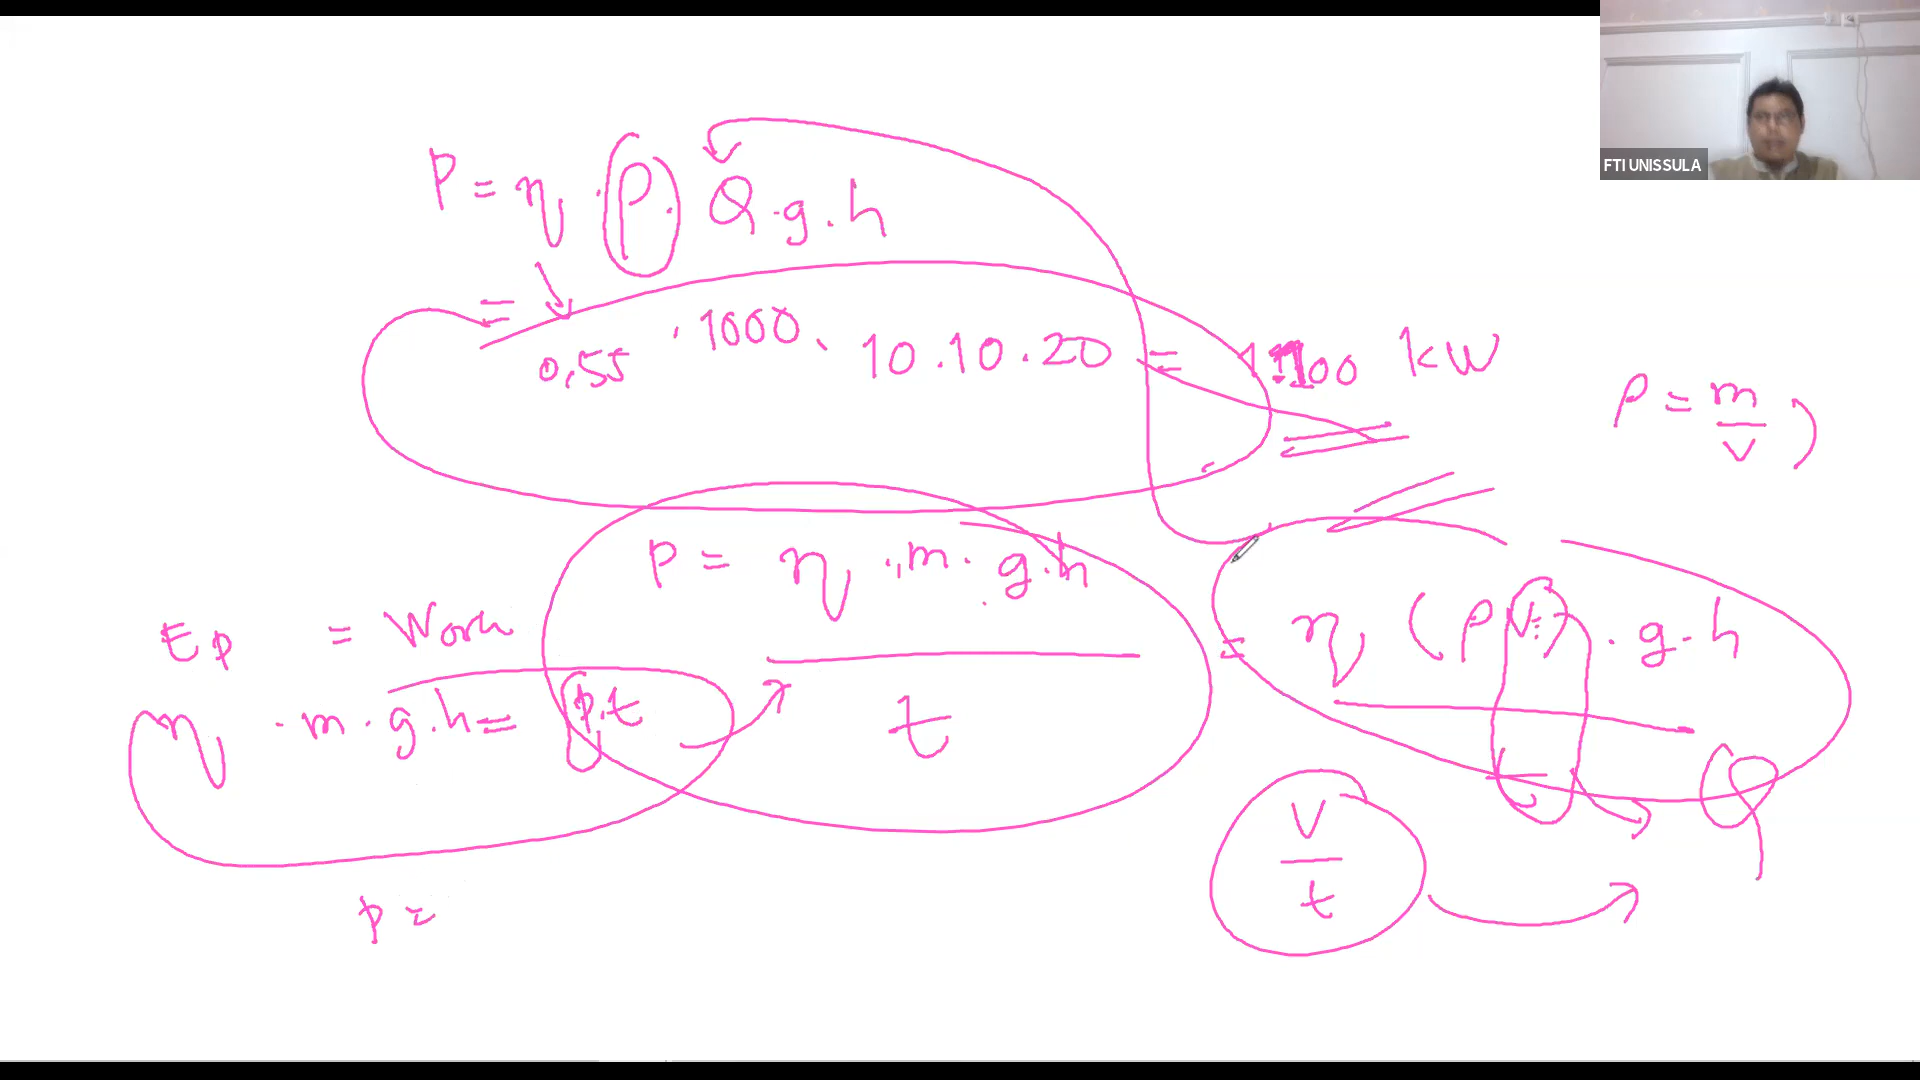 FTI UNISSULA
P = η · ρ · Q · g . h
= 0,55 . 1000 . 10 . 10 . 20 = 1100 kW
ρ = m/v )
P = η . m . g . h / t
= η (ρ V) . g . h / t
Q
Ep = Work
η . m . g . h = p.t
V/t
p =